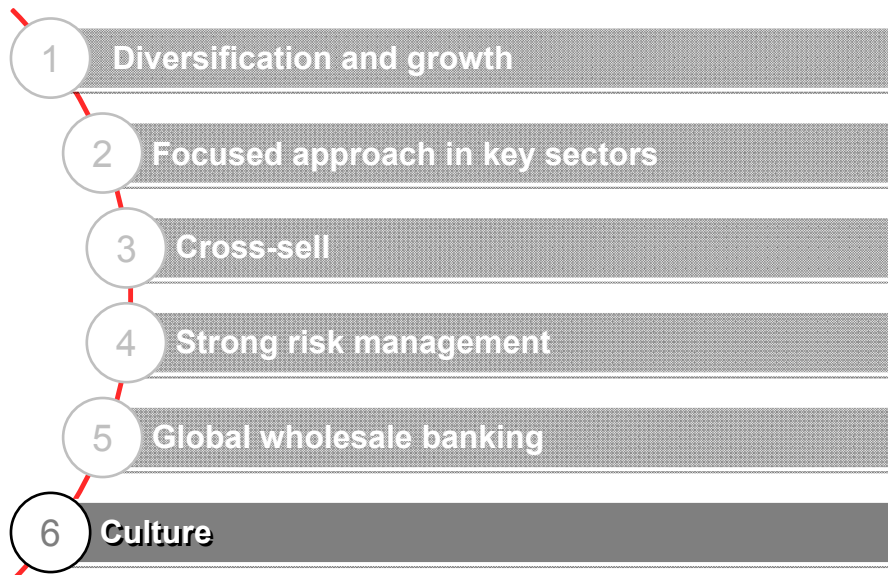 1 Diversification and growth
2 Focused approach in key sectors
3 Cross-sell
4 Strong risk management
5 Global wholesale banking
6 Culture